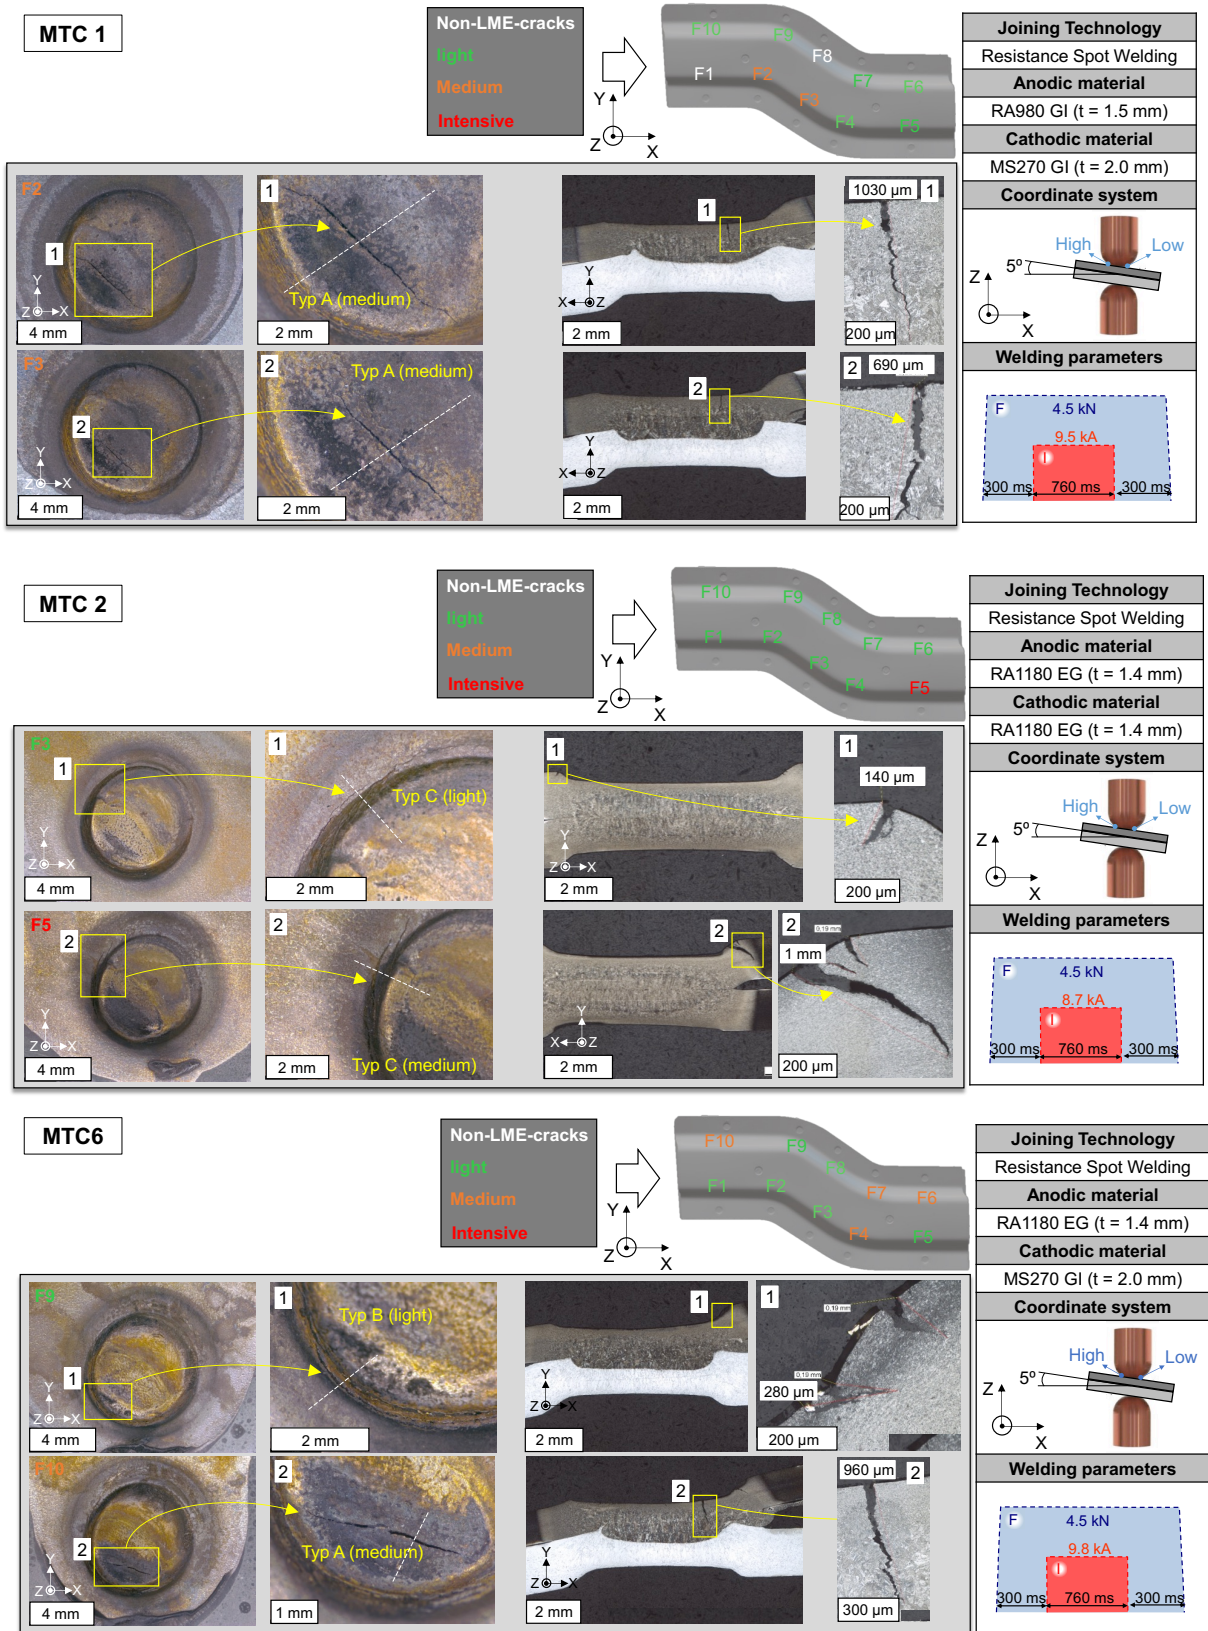 MTC 1
Non-LME-cracks
light
Medium
Intensive
Y
Z
X
F10
F9
F8
F1
F2
F7
F6
F3
F4
F5
Joining Technology
Resistance Spot Welding
Anodic material
RA980 GI (t = 1.5 mm)
Cathodic material
MS270 GI (t = 2.0 mm)
Coordinate system
High
Low
5º
Z
X
Welding parameters
F
4.5 kN
9.5 kA
I
300 ms
760 ms
300 ms
F2
1
Y
Z
X
4 mm
1
Typ A (medium)
2 mm
1
X
Z
Y
2 mm
1030 µm
1
200 µm
F3
2
Y
Z
X
4 mm
2
Typ A (medium)
2 mm
2
Y
X
Z
2 mm
2
690 µm
200 µm
MTC 2
Non-LME-cracks
light
Medium
Intensive
Y
Z
X
F10
F9
F8
F1
F2
F7
F6
F3
F4
F5
Joining Technology
Resistance Spot Welding
Anodic material
RA1180 EG (t = 1.4 mm)
Cathodic material
RA1180 EG (t = 1.4 mm)
Coordinate system
High
Low
5º
Z
X
Welding parameters
F
4.5 kN
8.7 kA
I
300 ms
760 ms
300 ms
F3
1
Y
Z
X
4 mm
1
Typ C (light)
2 mm
1
Y
Z
X
2 mm
1
140 µm
200 µm
F5
2
Y
Z
X
4 mm
2
Typ C (medium)
2 mm
2
Y
X
Z
2 mm
2
0,19 mm
1 mm
200 µm
MTC6
Non-LME-cracks
light
Medium
Intensive
Y
Z
X
F10
F9
F8
F1
F2
F7
F6
F3
F4
F5
Joining Technology
Resistance Spot Welding
Anodic material
RA1180 EG (t = 1.4 mm)
Cathodic material
MS270 GI (t = 2.0 mm)
Coordinate system
High
Low
5º
Z
X
Welding parameters
F
4.5 kN
9.8 kA
I
300 ms
760 ms
300 ms
F9
1
Y
Z
X
4 mm
1
Typ B (light)
2 mm
1
Y
Z
X
2 mm
1
0,19 mm
0,19 mm
280 µm
200 µm
F10
2
Y
Z
X
4 mm
2
Typ A (medium)
1 mm
2
Y
Z
X
2 mm
960 µm
2
300 µm